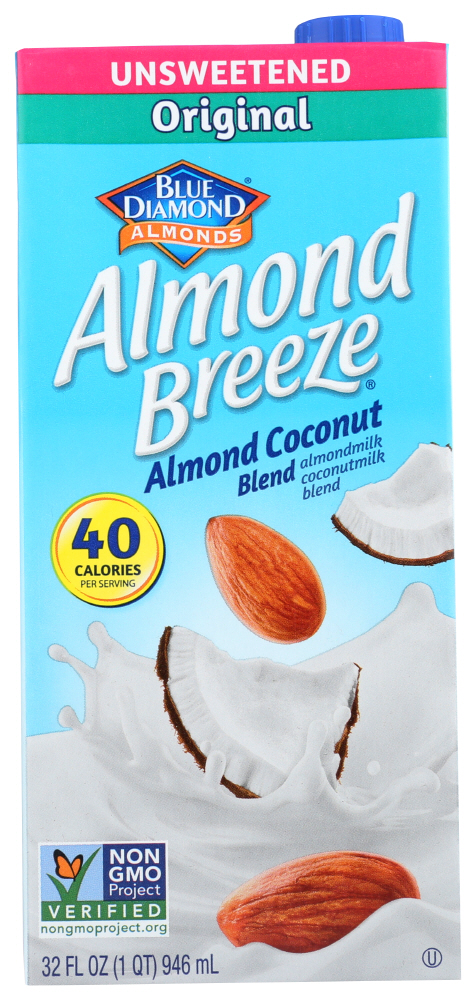 UNSWEETENED
Original
BLUE
DIAMOND®
ALMONDS
Almond
Breeze®
Almond Coconut
Blend almondmilk
coconutmilk
blend
40
CALORIES
PER SERVING
NON
GMO
Project
VERIFIED
nongmoproject.org
32 FL OZ (1 QT) 946 mL
U